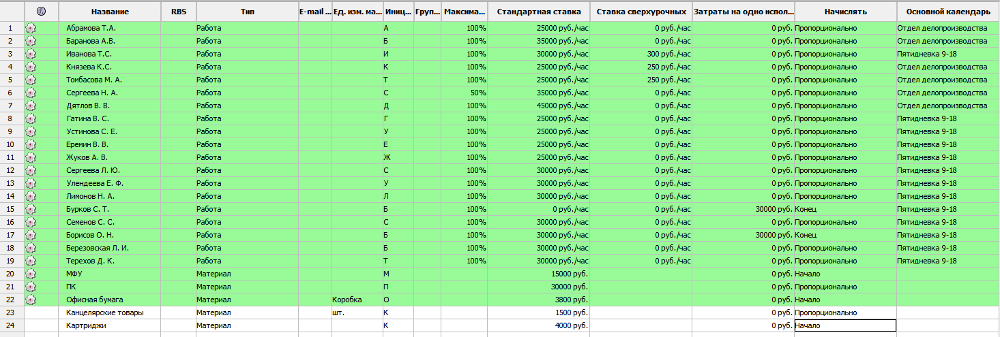 Название RBS Тип E-mail ... Ед. изм. ма... Иниц... Груп... Максима... Стандартная ставка Ставка сверхурочных Затраты на одно испол... Начислять Основной календарь
1 Абрамова Т.А. Работа А 100% 25000 руб./час 0 руб./час 0 руб. Пропорционально Отдел делопроизводства
2 Баранова А.В. Работа Б 100% 35000 руб./час 0 руб./час 0 руб. Пропорционально Отдел делопроизводства
3 Иванова Т.С. Работа И 100% 30000 руб./час 300 руб./час 0 руб. Пропорционально Пятидневка 9-18
4 Князева К.С. Работа К 100% 25000 руб./час 250 руб./час 0 руб. Пропорционально Отдел делопроизводства
5 Томбасова М. А. Работа Т 100% 25000 руб./час 250 руб./час 0 руб. Пропорционально Отдел делопроизводства
6 Сергеева Н. А. Работа С 50% 35000 руб./час 0 руб./час 0 руб. Пропорционально Отдел делопроизводства
7 Дятлов В. В. Работа Д 100% 45000 руб./час 0 руб./час 0 руб. Пропорционально Отдел делопроизводства
8 Гатина В. С. Работа Г 100% 25000 руб./час 0 руб./час 0 руб. Пропорционально Пятидневка 9-18
9 Устинова С. Е. Работа У 100% 25000 руб./час 0 руб./час 0 руб. Пропорционально Пятидневка 9-18
10 Еремин В. В. Работа Е 100% 25000 руб./час 0 руб./час 0 руб. Пропорционально Пятидневка 9-18
11 Жуков А. В. Работа Ж 100% 25000 руб./час 0 руб./час 0 руб. Пропорционально Пятидневка 9-18
12 Сергеева Л. Ю. Работа С 100% 30000 руб./час 0 руб./час 0 руб. Пропорционально Пятидневка 9-18
13 Улендеева Е. Ф. Работа У 100% 30000 руб./час 0 руб./час 0 руб. Пропорционально Пятидневка 9-18
14 Лимонов Н. А. Работа Л 100% 30000 руб./час 0 руб./час 0 руб. Пропорционально Пятидневка 9-18
15 Бурков С. Т. Работа Б 100% 0 руб./час 0 руб./час 30000 руб. Конец Пятидневка 9-18
16 Семенов С. С. Работа С 100% 30000 руб./час 0 руб./час 0 руб. Пропорционально Пятидневка 9-18
17 Борисов О. Н. Работа Б 100% 30000 руб./час 0 руб./час 30000 руб. Конец Пятидневка 9-18
18 Березовская Л. И. Работа Б 100% 30000 руб./час 0 руб./час 0 руб. Пропорционально Пятидневка 9-18
19 Терехов Д. К. Работа Т 100% 30000 руб./час 0 руб./час 0 руб. Пропорционально Пятидневка 9-18
20 МФУ Материал М 15000 руб. 0 руб. Начало
21 ПК Материал П 30000 руб. 0 руб. Пропорционально
22 Офисная бумага Материал Коробка О 3800 руб. 0 руб. Начало
23 Канцелярские товары Материал шт. К 1500 руб. 0 руб. Пропорционально
24 Картриджи Материал К 4000 руб. 0 руб. Начало